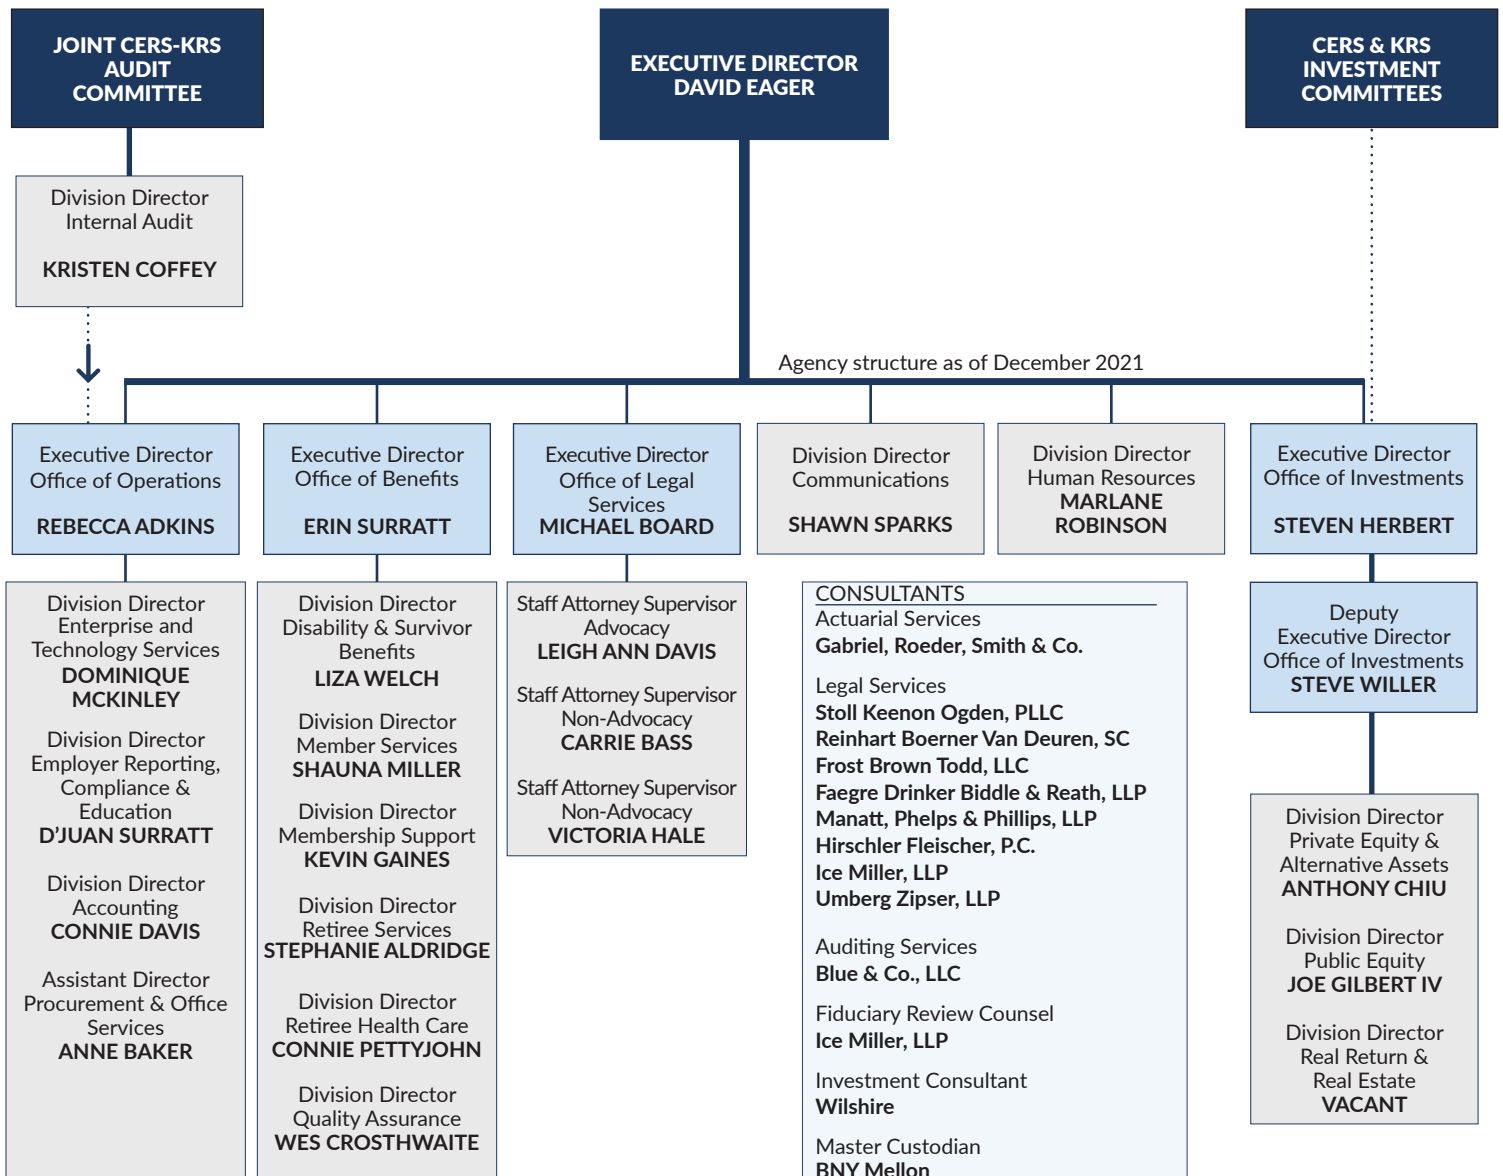 JOINT CERS-KRS
AUDIT
COMMITTEE
EXECUTIVE DIRECTOR
DAVID EAGER
CERS & KRS
INVESTMENT
COMMITTEES
Division Director
Internal Audit
KRISTEN COFFEY
Agency structure as of December 2021
Executive Director
Office of Operations
REBECCA ADKINS
Executive Director
Office of Benefits
ERIN SURRATT
Executive Director
Office of Legal
Services
MICHAEL BOARD
Division Director
Communications
SHAWN SPARKS
Division Director
Human Resources
MARLANE
ROBINSON
Executive Director
Office of Investments
STEVEN HERBERT
Division Director
Enterprise and
Technology Services
DOMINIQUE
MCKINLEY
Division Director
Employer Reporting,
Compliance &
Education
D'JUAN SURRATT
Division Director
Accounting
CONNIE DAVIS
Assistant Director
Procurement & Office
Services
ANNE BAKER
Division Director
Disability & Survivor
Benefits
LIZA WELCH
Division Director
Member Services
SHAUNA MILLER
Division Director
Membership Support
KEVIN GAINES
Division Director
Retiree Services
STEPHANIE ALDRIDGE
Division Director
Retiree Health Care
CONNIE PETTYJOHN
Division Director
Quality Assurance
WES CROSTHWAITE
Staff Attorney Supervisor
Advocacy
LEIGH ANN DAVIS
Staff Attorney Supervisor
Non-Advocacy
CARRIE BASS
Staff Attorney Supervisor
Non-Advocacy
VICTORIA HALE
CONSULTANTS
Actuarial Services
Gabriel, Roeder, Smith & Co.
Legal Services
Stoll Keenon Ogden, PLLC
Reinhart Boerner Van Deuren, SC
Frost Brown Todd, LLC
Faegre Drinker Biddle & Reath, LLP
Manatt, Phelps & Phillips, LLP
Hirschler Fleischer, P.C.
Ice Miller, LLP
Umberg Zipser, LLP
Auditing Services
Blue & Co., LLC
Fiduciary Review Counsel
Ice Miller, LLP
Investment Consultant
Wilshire
Master Custodian
BNY Mellon
Deputy
Executive Director
Office of Investments
STEVE WILLER
Division Director
Private Equity &
Alternative Assets
ANTHONY CHIU
Division Director
Public Equity
JOE GILBERT IV
Division Director
Real Return &
Real Estate
VACANT